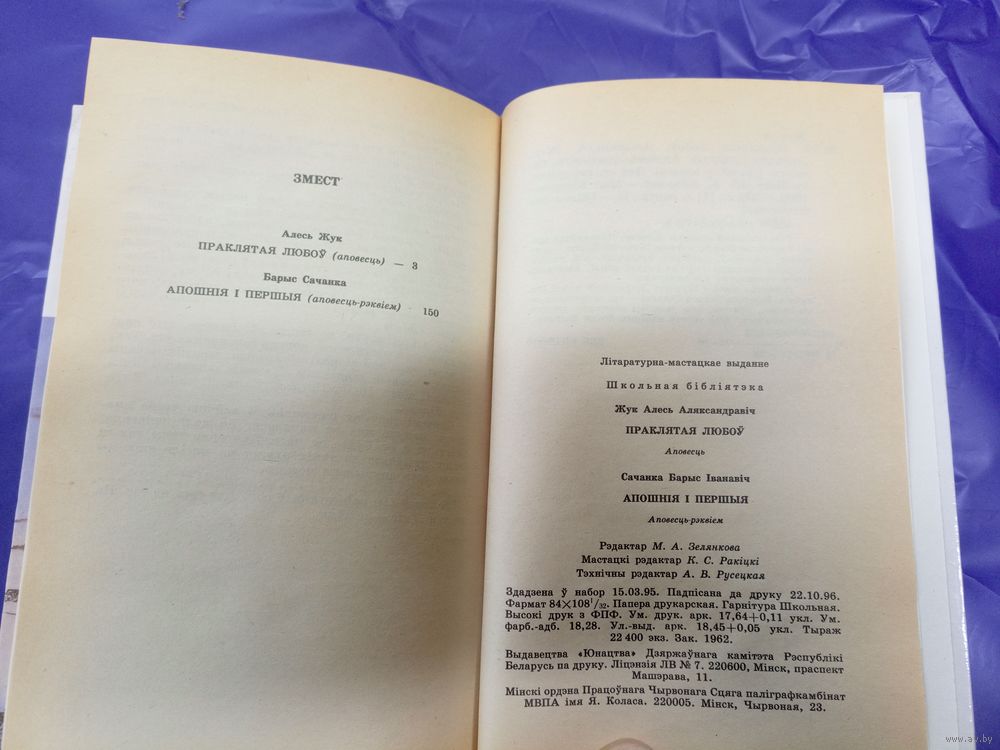 ЗМЕСТ
Алесь Жук
ПРАКЛЯТАЯ ЛЮБОЎ (аповесць) — 3
Барыс Сачанка
АПОШНІЯ І ПЕРШЫЯ (аповесць-рэквіем) 150
Літаратурна-мастацкае выданне
Школьная бібліятэка
Жук Алесь Аляксандравіч
ПРАКЛЯТАЯ ЛЮБОЎ
Аповесць
Сачанка Барыс Іванавіч
АПОШНІЯ І ПЕРШЫЯ
Аповесць-рэквіем
Рэдактар М. А. Зелянкова
Мастацкі рэдактар К. С. Ракіцкі
Тэхнічны рэдактар А. В. Русецкая
Здадзена ў набор 15.03.95. Падпісана да друку 22.10.96.
Фармат 84×108¹/₃₂. Папера друкарская. Гарнітура Школьная.
Высокі друк з ФПФ. Ум. друк. арк. 17,64+0,11 укл. Ум.
фарб.-адб. 18,28. Ул.-выд. арк. 18,45+0,05 укл. Тыраж
22 400 экз. Зак. 1962.
Выдавецтва «Юнацтва» Дзяржаўнага камітэта Рэспублікі
Беларусь па друку. Ліцэнзія ЛВ № 7. 220600, Мінск, праспект
Машэрава, 11.
Мінскі ордэна Працоўнага Чырвонага Сцяга паліграфкамбінат
МВПА імя Я. Коласа. 220005. Мінск, Чырвоная, 23.
www.ay.by